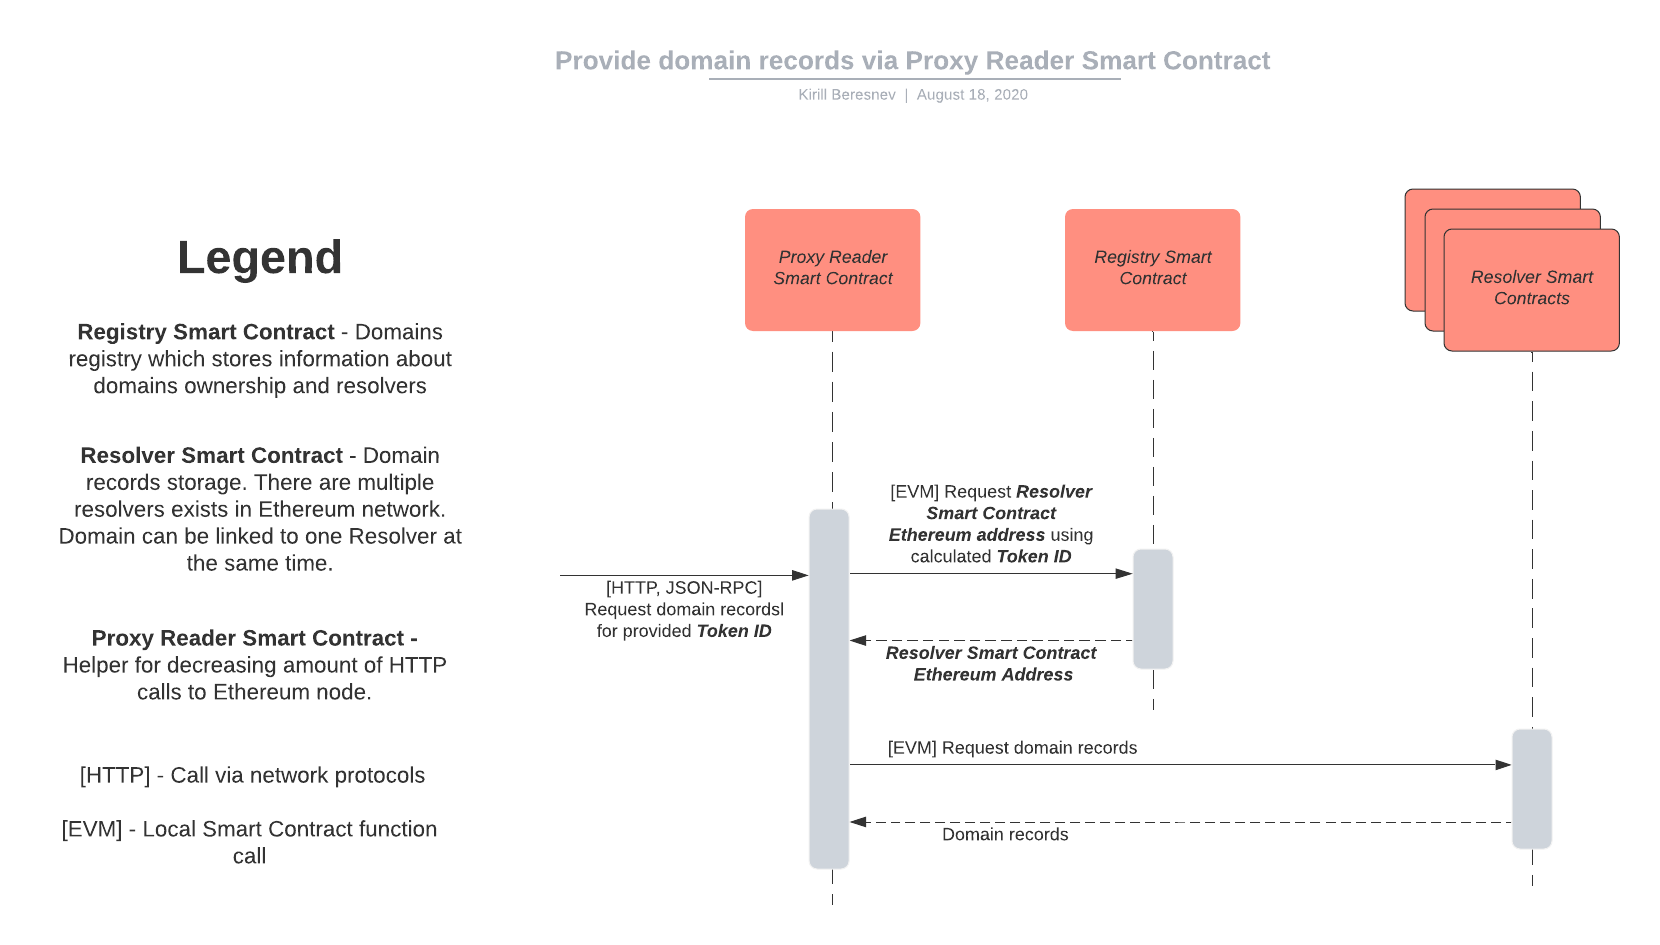 Provide domain records via Proxy Reader Smart Contract
Kirill Beresnev | August 18, 2020
Legend
Registry Smart Contract - Domains
registry which stores information about
domains ownership and resolvers
Resolver Smart Contract - Domain
records storage. There are multiple
resolvers exists in Ethereum network.
Domain can be linked to one Resolver at
the same time.
Proxy Reader Smart Contract -
Helper for decreasing amount of HTTP
calls to Ethereum node.
[HTTP] - Call via network protocols
[EVM] - Local Smart Contract function
call
Proxy Reader
Smart Contract
Registry Smart
Contract
Resolver Smart
Contracts
[HTTP, JSON-RPC]
Request domain recordsl
for provided Token ID
[EVM] Request Resolver
Smart Contract
Ethereum address using
calculated Token ID
Resolver Smart Contract
Ethereum Address
[EVM] Request domain records
Domain records